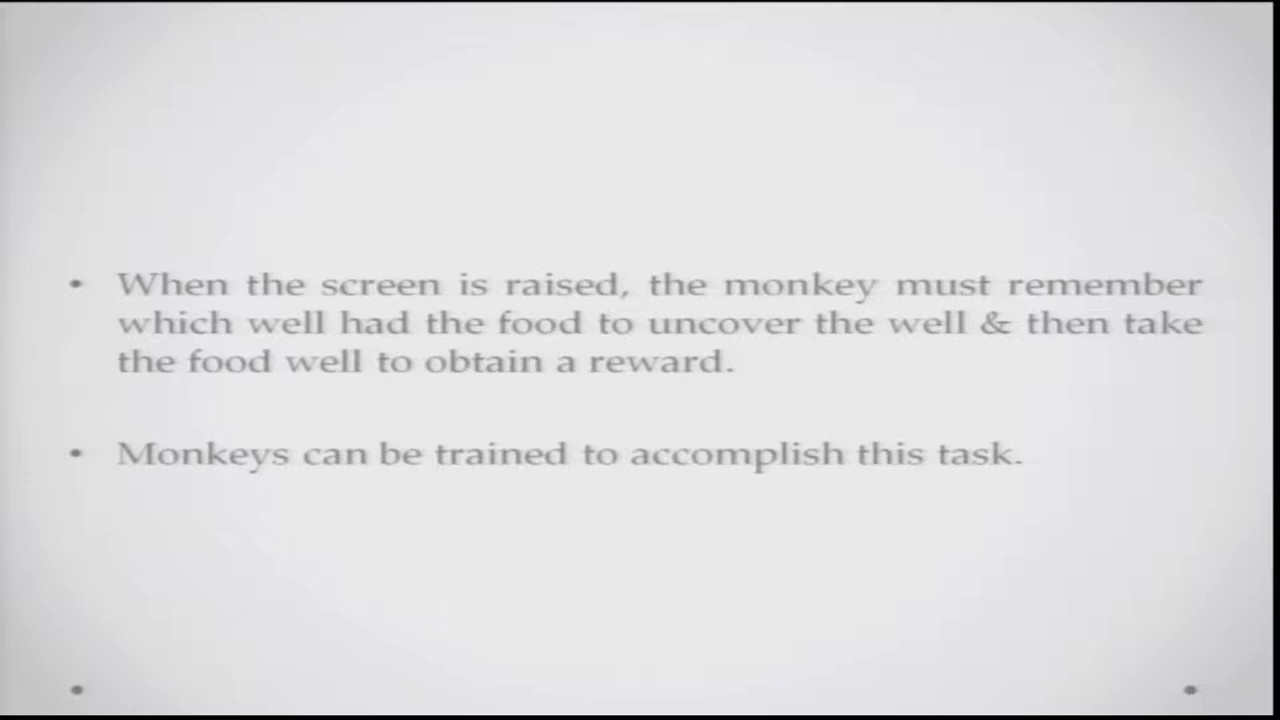 • When the screen is raised, the monkey must remember
which well had the food to uncover the well & then take
the food well to obtain a reward.
• Monkeys can be trained to accomplish this task.